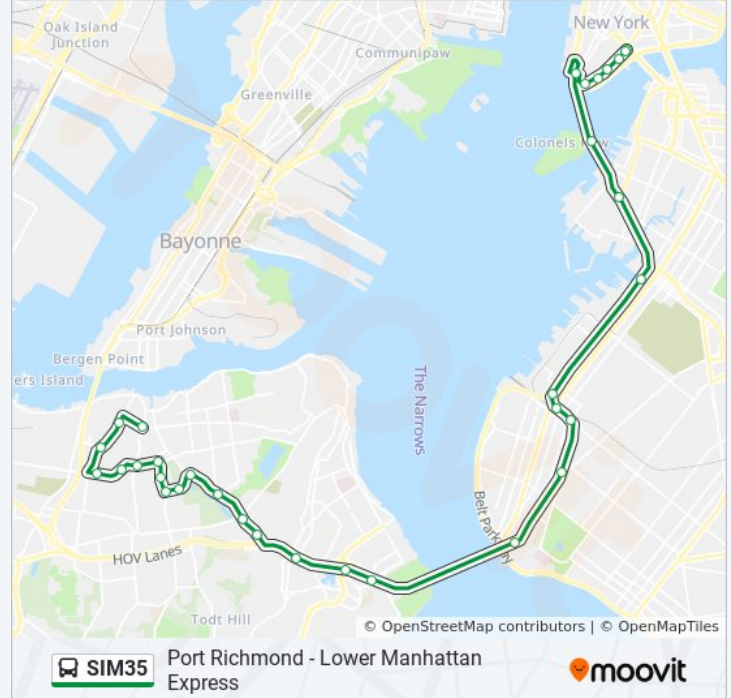 Oak Island
Junction
New York
Communipaw
Greenville
Colonels Row
Bayonne
Port Johnson
Bergen Point
ers Island
The Narrows
Belt Parkway
HOV Lanes
Todt Hill
© OpenStreetMap contributors | © OpenMapTiles
SIM35
Port Richmond - Lower Manhattan
Express
moovit